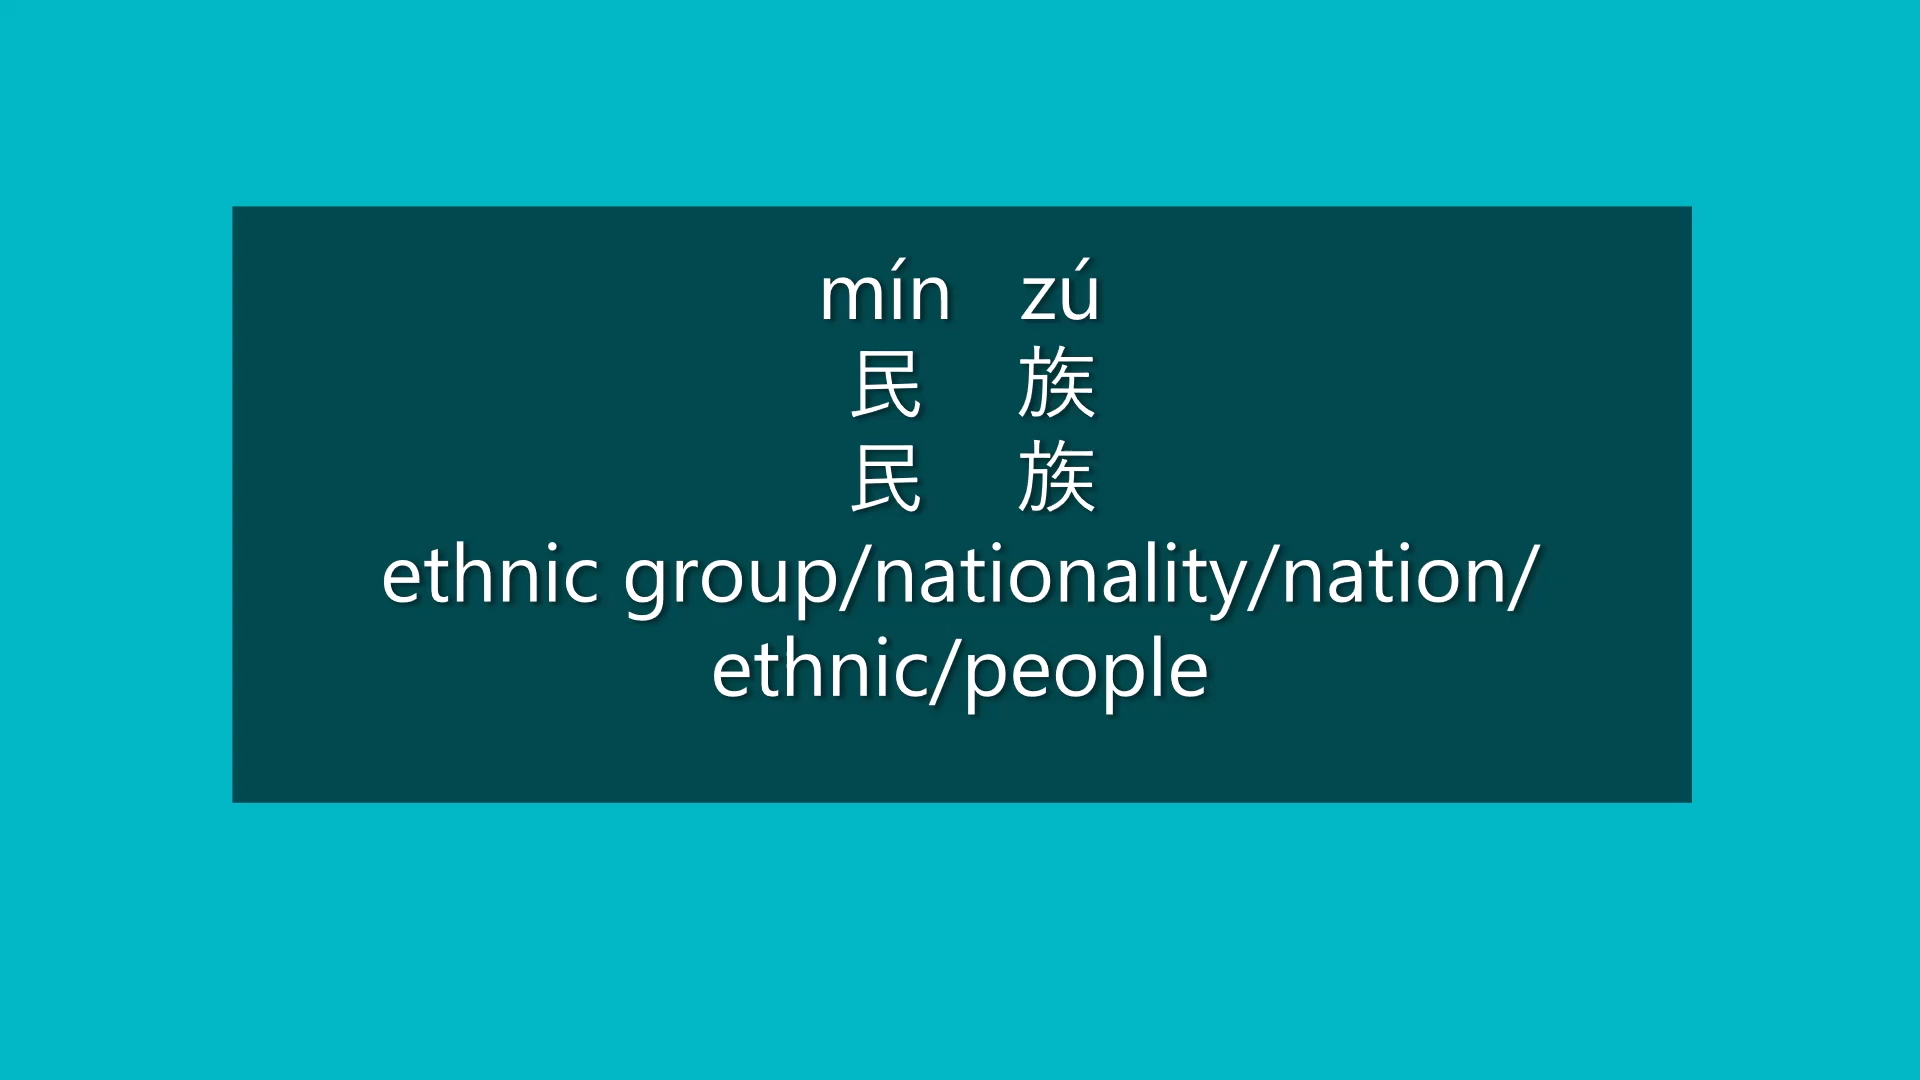 mín zú
民 族
民 族
ethnic group/nationality/nation/
ethnic/people